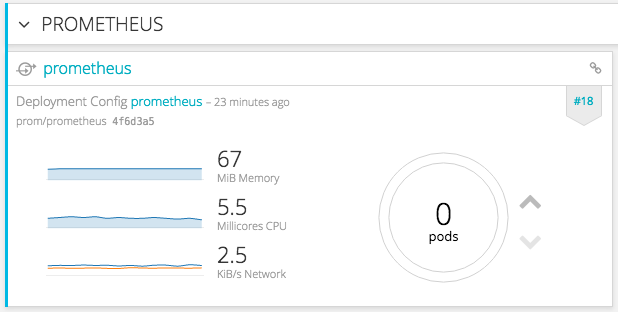 PROMETHEUS
prometheus
Deployment Config prometheus – 23 minutes ago
#18
prom/prometheus 4f6d3a5
67
MiB Memory
5.5
Millicores CPU
2.5
KiB/s Network
0
pods